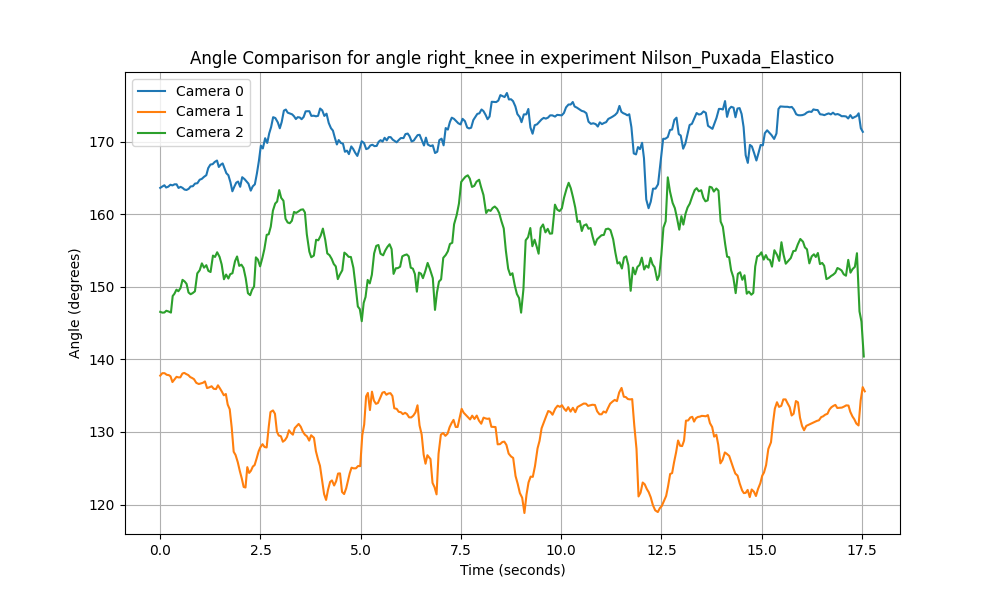 Angle Comparison for angle right_knee in experiment Nilson_Puxada_Elastico
Camera 0
Camera 1
Camera 2
Angle (degrees)
170
160
150
140
130
120
0.0 2.5 5.0 7.5 10.0 12.5 15.0 17.5
Time (seconds)